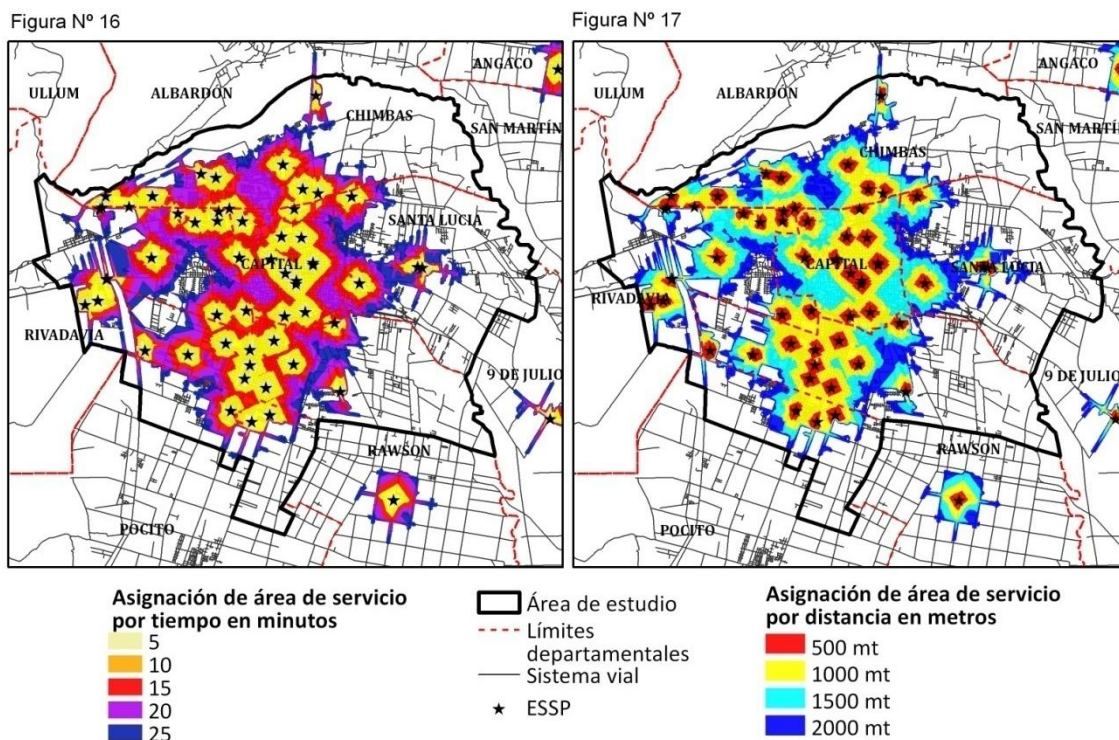 Figura Nº 16
Figura Nº 17
ULLUM
ALBARDÓN
CHIMBAS
ANGACO
SAN MARTÍN
SANTA LUCIA
CAPITAL
RIVADAVIA
9 DE JULIO
RAWSON
POCITO
ULLUM
ALBARDÓN
CHIMBAS
ANGACO
SAN MARTÍN
CAPITAL
SANTA LUCIA
RIVADAVIA
9 DE JULIO
RAWSON
POCITO
Asignación de área de servicio
por tiempo en minutos
5
10
15
20
25
Área de estudio
Límites
departamentales
Sistema vial
ESSP
Asignación de área de servicio
por distancia en metros
500 mt
1000 mt
1500 mt
2000 mt